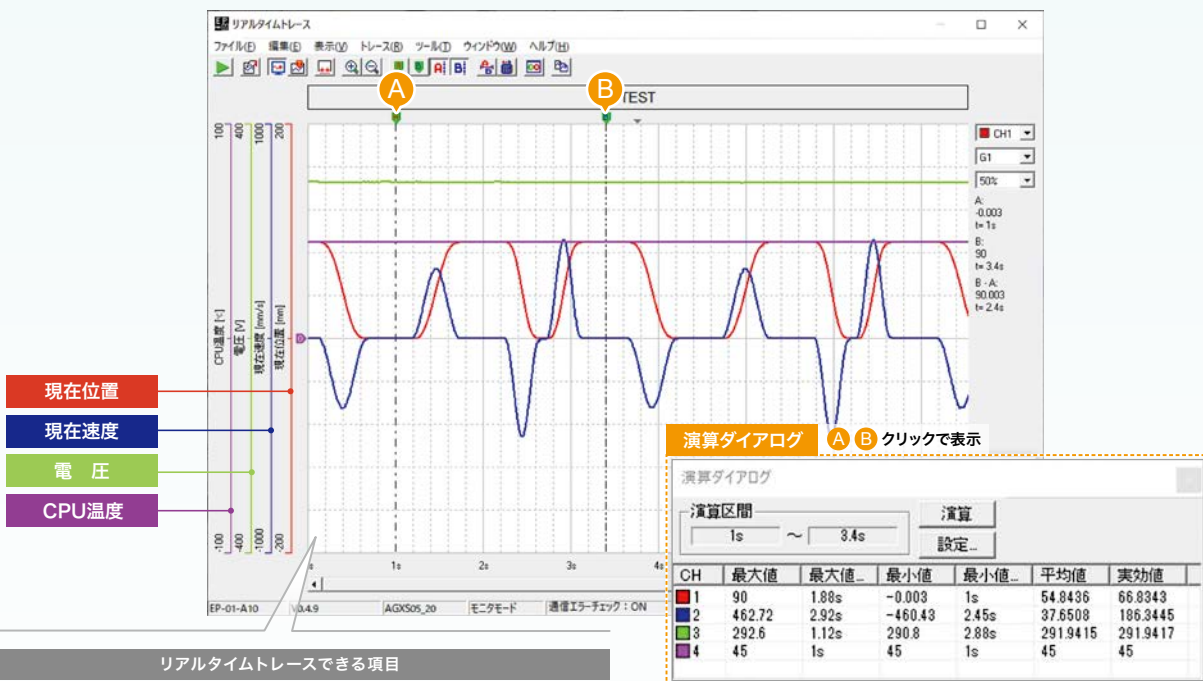 リアルタイムトレース
ファイル(F) 編集(E) 表示(V) トレース(R) ツール(T) ウィンドウ(W) ヘルプ(H)
A
B
TEST
100 400 1000 200
CPU温度 [℃]
電圧 [V]
現在速度 [mm/s]
現在位置 [mm]
-100 -400 -1000 -200
CH1
G1
50%
A:
-0.003
t= 1s
B:
90
t= 3.4s
B - A:
90.003
t= 2.4s
現在位置
現在速度
電 圧
CPU温度
1s 2s 3s
EP-01-A10 V0.4.9 AGXS05_20 モニタモード 通信エラーチェック：ON
リアルタイムトレースできる項目
演算ダイアログ A B クリックで表示
演算ダイアログ
演算区間
1s ～ 3.4s
演算
設定...
CH 最大値 最大値... 最小値 最小値... 平均値 実効値
1 90 1.88s -0.003 1s 54.8436 66.8343
2 462.72 2.92s -460.43 2.45s 37.6508 186.3445
3 292.6 1.12s 290.8 2.88s 291.9415 291.9417
4 45 1s 45 1s 45 45